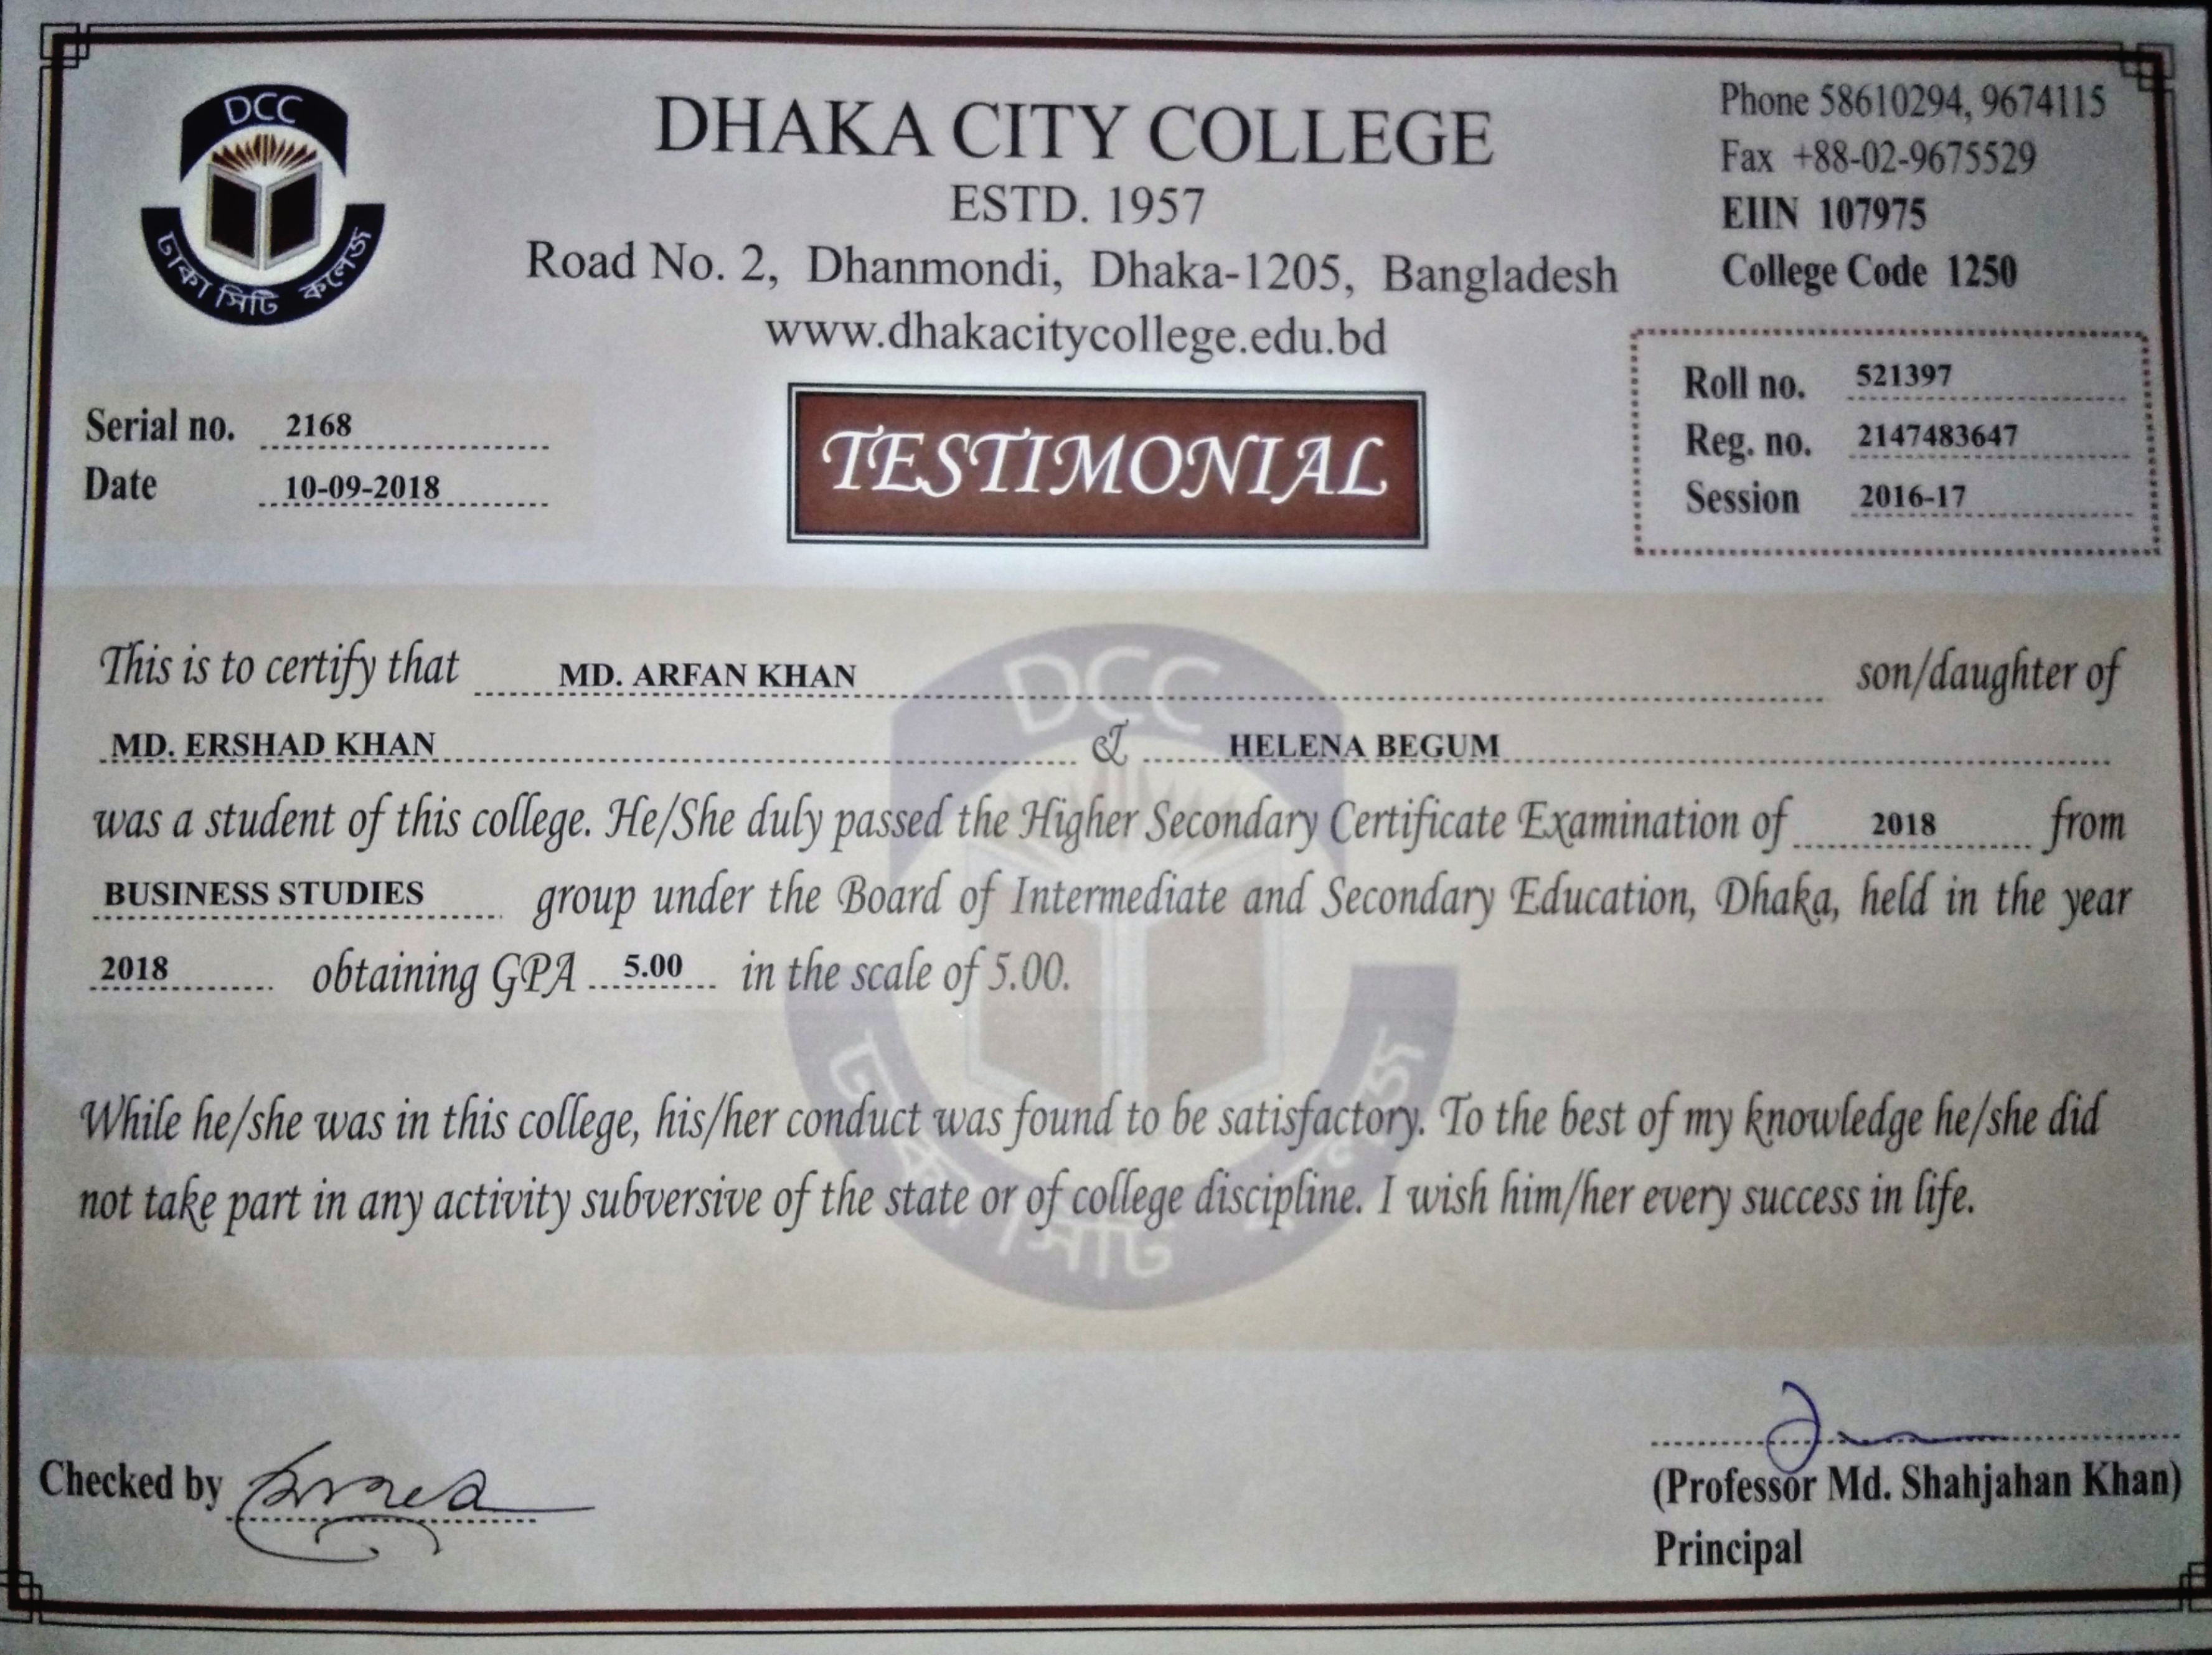 DCC
ঢাকা সিটি কলেজ
DHAKA CITY COLLEGE
ESTD. 1957
Road No. 2, Dhanmondi, Dhaka-1205, Bangladesh
www.dhakacitycollege.edu.bd
Phone 58610294, 9674115
Fax +88-02-9675529
EIIN 107975
College Code 1250
Serial no. 2168
Date 10-09-2018
TESTIMONIAL
Roll no. 521397
Reg. no. 2147483647
Session 2016-17
This is to certify that MD. ARFAN KHAN son/daughter of
MD. ERSHAD KHAN & HELENA BEGUM
was a student of this college. He/She duly passed the Higher Secondary Certificate Examination of 2018 from
BUSINESS STUDIES group under the Board of Intermediate and Secondary Education, Dhaka, held in the year
2018 obtaining GPA 5.00 in the scale of 5.00.
While he/she was in this college, his/her conduct was found to be satisfactory. To the best of my knowledge he/she did
not take part in any activity subversive of the state or of college discipline. I wish him/her every success in life.
DCC
ঢাকা সিটি কলেজ
Checked by
(Professor Md. Shahjahan Khan)
Principal